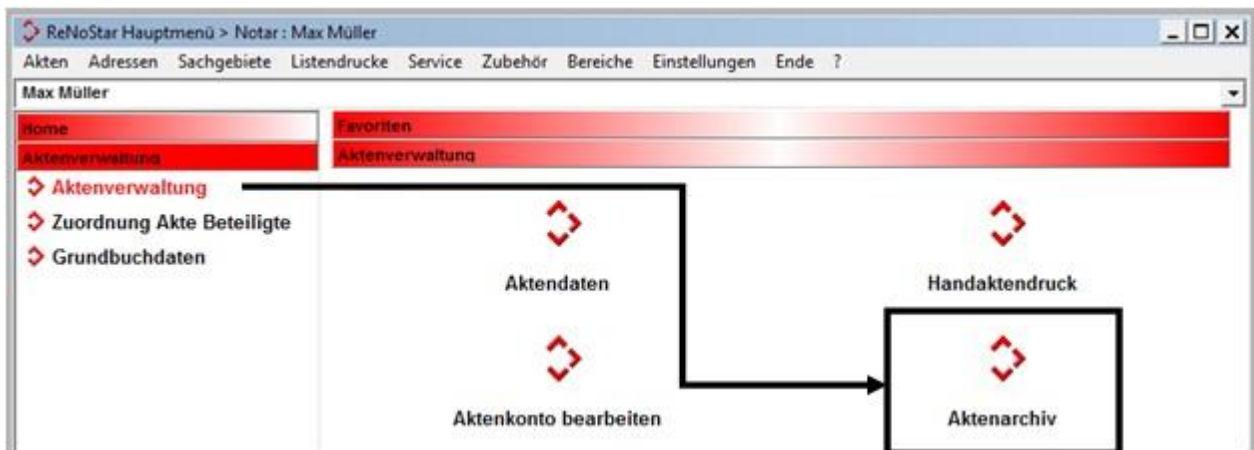 ReNoStar Hauptmenü > Notar : Max Müller
Akten Adressen Sachgebiete Listendrucke Service Zubehör Bereiche Einstellungen Ende ?
Max Müller
Home
Favoriten
Aktenverwaltung
Aktenverwaltung
Aktenverwaltung
Zuordnung Akte Beteiligte
Grundbuchdaten
Aktendaten
Handaktendruck
Aktenkonto bearbeiten
Aktenarchiv